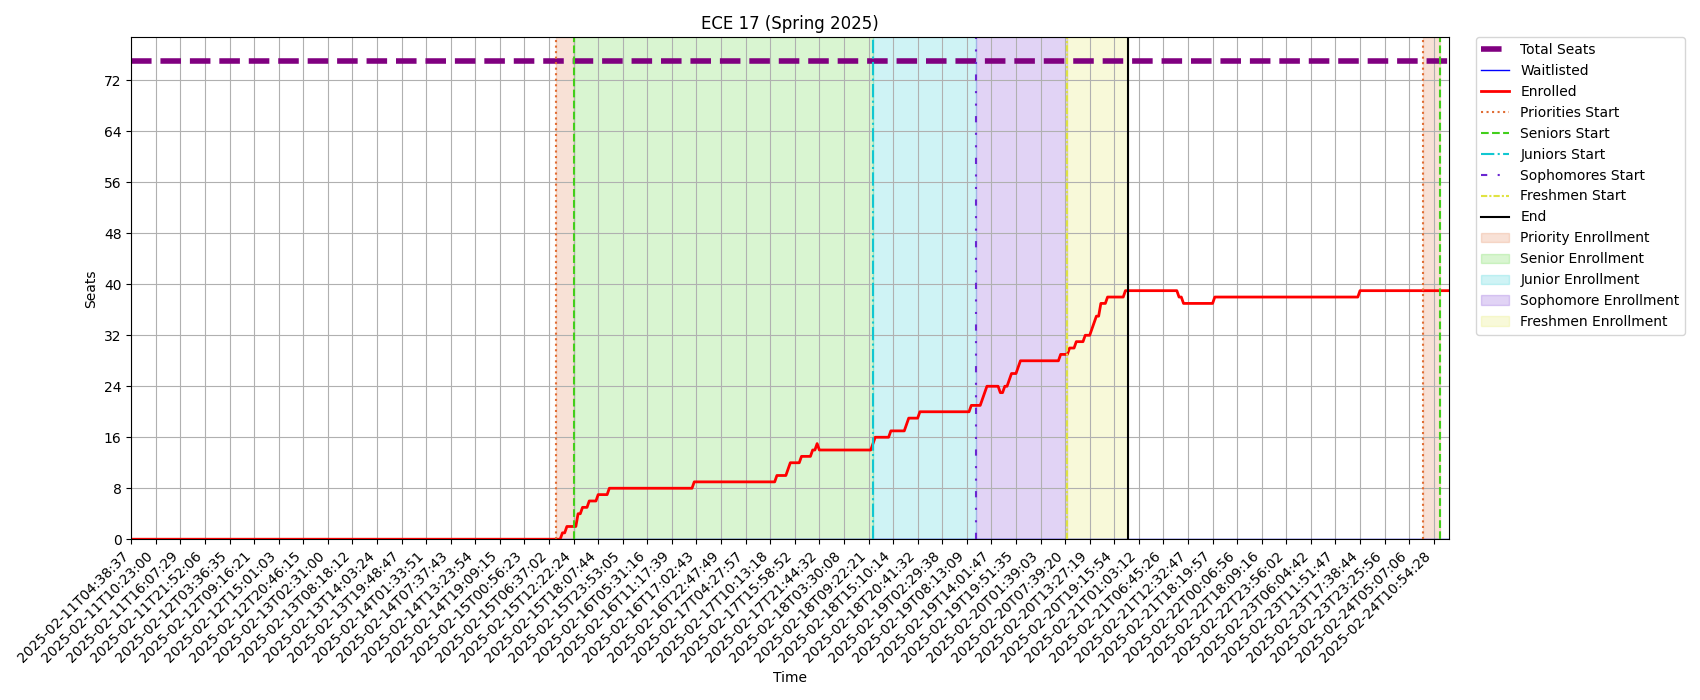 ECE 17 (Spring 2025)
Seats
72
64
56
48
40
32
24
16
8
0
2025-02-11T04:38:37
2025-02-11T10:23:00
2025-02-11T16:07:29
2025-02-11T21:52:06
2025-02-12T03:36:35
2025-02-12T09:16:21
2025-02-12T15:01:03
2025-02-12T20:46:15
2025-02-13T02:31:00
2025-02-13T08:18:12
2025-02-13T14:03:24
2025-02-13T19:48:47
2025-02-14T01:33:51
2025-02-14T07:37:43
2025-02-14T13:23:54
2025-02-14T19:09:15
2025-02-15T00:56:23
2025-02-15T06:37:02
2025-02-15T12:22:24
2025-02-15T18:07:44
2025-02-15T23:53:05
2025-02-16T05:31:16
2025-02-16T11:17:39
2025-02-16T17:02:43
2025-02-16T22:47:49
2025-02-17T04:27:57
2025-02-17T10:13:18
2025-02-17T15:58:52
2025-02-17T21:44:32
2025-02-18T03:30:08
2025-02-18T09:22:21
2025-02-18T15:10:14
2025-02-18T20:41:32
2025-02-19T02:29:38
2025-02-19T08:13:09
2025-02-19T14:01:47
2025-02-19T19:51:35
2025-02-20T01:39:03
2025-02-20T07:39:20
2025-02-20T13:27:19
2025-02-20T19:15:54
2025-02-21T01:03:12
2025-02-21T06:45:26
2025-02-21T12:32:47
2025-02-21T18:19:57
2025-02-22T00:06:56
2025-02-22T18:09:16
2025-02-22T23:56:02
2025-02-23T06:04:42
2025-02-23T11:51:47
2025-02-23T17:38:44
2025-02-23T23:25:56
2025-02-24T05:07:06
2025-02-24T10:54:28
Time
Total Seats
Waitlisted
Enrolled
Priorities Start
Seniors Start
Juniors Start
Sophomores Start
Freshmen Start
End
Priority Enrollment
Senior Enrollment
Junior Enrollment
Sophomore Enrollment
Freshmen Enrollment